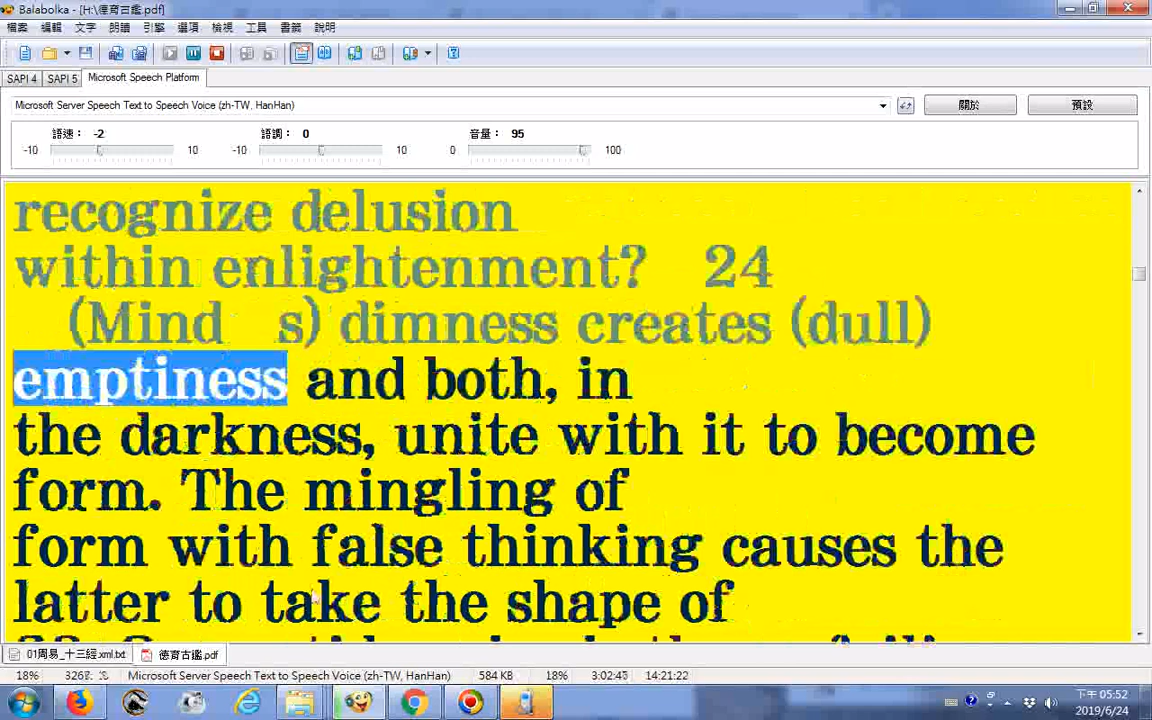 Balabolka - [H:\德育古鑑.pdf]
檔案 編輯 文字 朗讀 引擎 選項 檢視 工具 書籤 說明
SAPI 4 SAPI 5 Microsoft Speech Platform
Microsoft Server Speech Text to Speech Voice (zh-TW, HanHan) 關於 預設
語速： -2 語調： 0 音量： 95
-10 10 -10 10 0 100
recognize delusion
within enlightenment? 24
(Mind s) dimness creates (dull)
emptiness and both, in
the darkness, unite with it to become
form. The mingling of
form with false thinking causes the
latter to take the shape of
01周易_十三經.xml.txt 德育古鑑.pdf
18% Microsoft Server Speech Text to Speech Voice (zh-TW, HanHan) 584 KB 18% 3:02:45 14:21:22
下午 05:52
2019/6/24